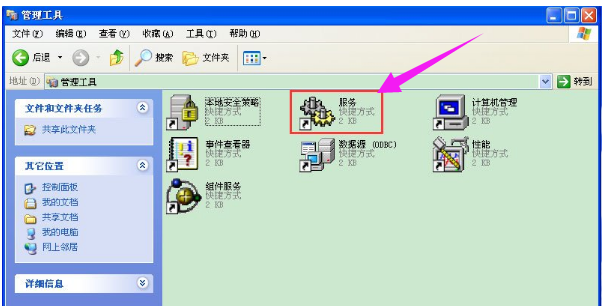 管理工具
文件(F) 编辑(E) 查看(V) 收藏(A) 工具(T) 帮助(H)
后退 搜索 文件夹
地址(D) 管理工具 转到
文件和文件夹任务
共享此文件夹
其它位置
控制面板
我的文档
共享文档
我的电脑
网上邻居
详细信息
本地安全策略
快捷方式
2 KB
服务
快捷方式
2 KB
计算机管理
快捷方式
2 KB
事件查看器
快捷方式
2 KB
数据源 (ODBC)
快捷方式
2 KB
性能
快捷方式
2 KB
组件服务
快捷方式
2 KB